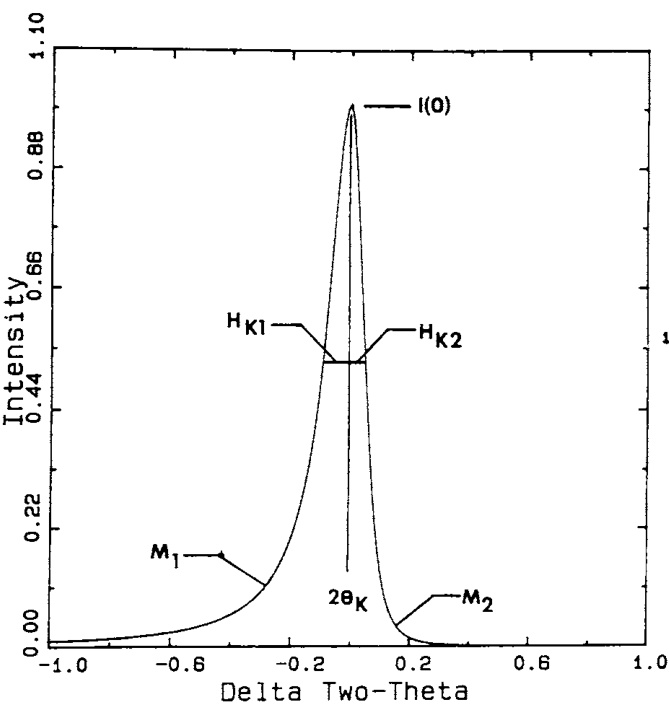 1.10
I(0)
0.88
0.66
H K1
H K2
1
Intensity
0.44
0.22
M 1
2θ K
M 2
0.00
-1.0 -0.6 -0.2 0.2 0.6 1.0
Delta Two-Theta